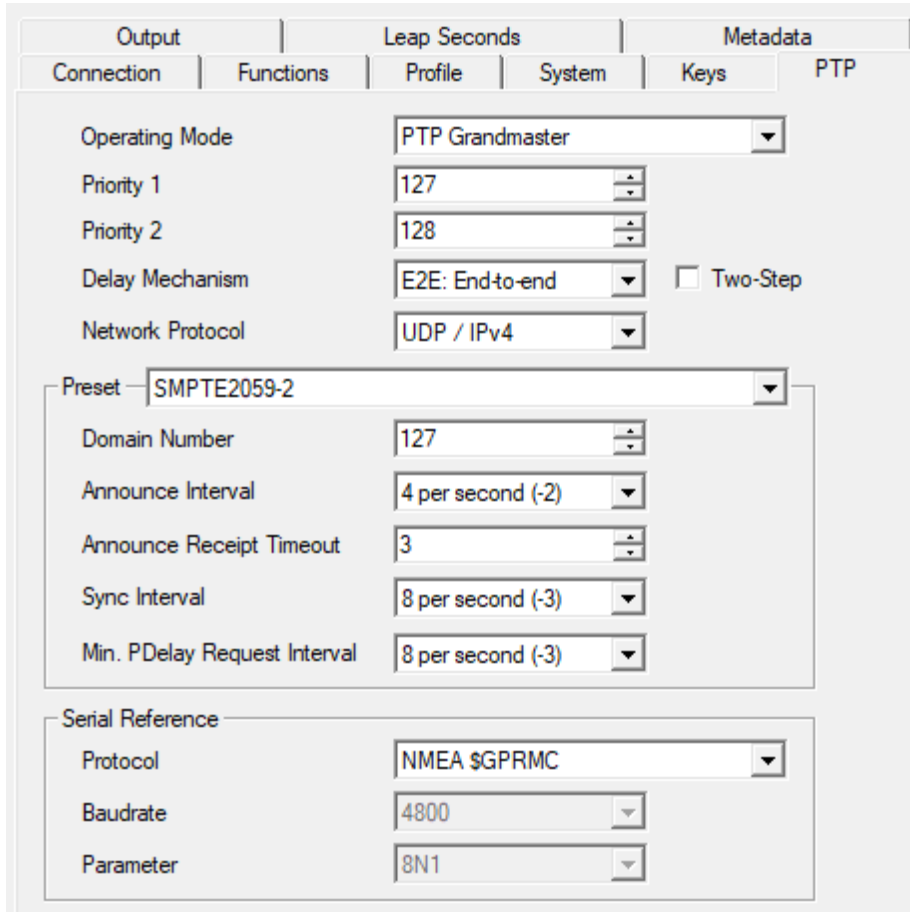 Output Leap Seconds Metadata
Connection Functions Profile System Keys PTP
Operating Mode PTP Grandmaster
Priority 1 127
Priority 2 128
Delay Mechanism E2E: End-to-end Two-Step
Network Protocol UDP / IPv4
Preset SMPTE2059-2
Domain Number 127
Announce Interval 4 per second (-2)
Announce Receipt Timeout 3
Sync Interval 8 per second (-3)
Min. PDelay Request Interval 8 per second (-3)
Serial Reference
Protocol NMEA $GPRMC
Baudrate 4800
Parameter 8N1